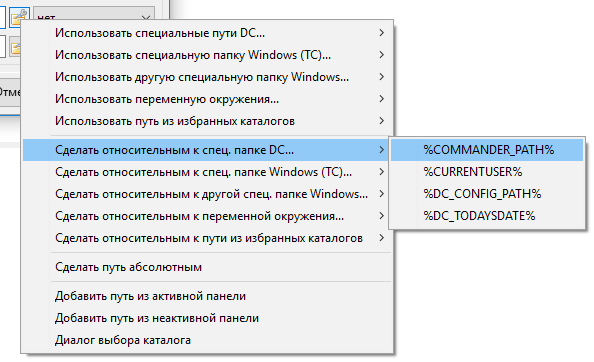 нет
Использовать специальные пути DC...
Использовать специальную папку Windows (TC)...
Использовать другую специальную папку Windows...
Использовать переменную окружения...
Использовать путь из избранных каталогов
Сделать относительным к спец. папке DC...
Сделать относительным к спец. папке Windows (TC)...
Сделать относительным к другой спец. папке Windows...
Сделать относительным к переменной окружения...
Сделать относительным к пути из избранных каталогов
Сделать путь абсолютным
Добавить путь из активной панели
Добавить путь из неактивной панели
Диалог выбора каталога
%COMMANDER_PATH%
%CURRENTUSER%
%DC_CONFIG_PATH%
%DC_TODAYSDATE%